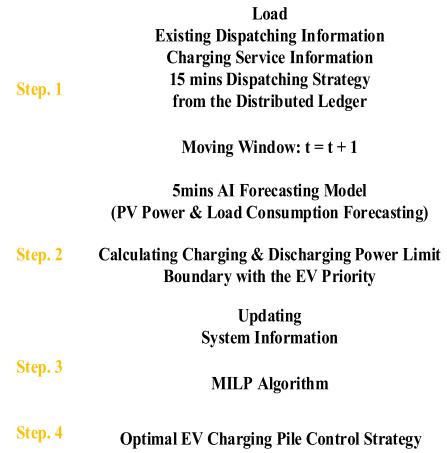 Load
Existing Dispatching Information
Charging Service Information
Step. 1
15 mins Dispatching Strategy
from the Distributed Ledger
Moving Window: t = t + 1
5mins AI Forecasting Model
(PV Power & Load Consumption Forecasting)
Step. 2
Calculating Charging & Discharging Power Limit
Boundary with the EV Priority
Updating
System Information
Step. 3
MILP Algorithm
Step. 4
Optimal EV Charging Pile Control Strategy